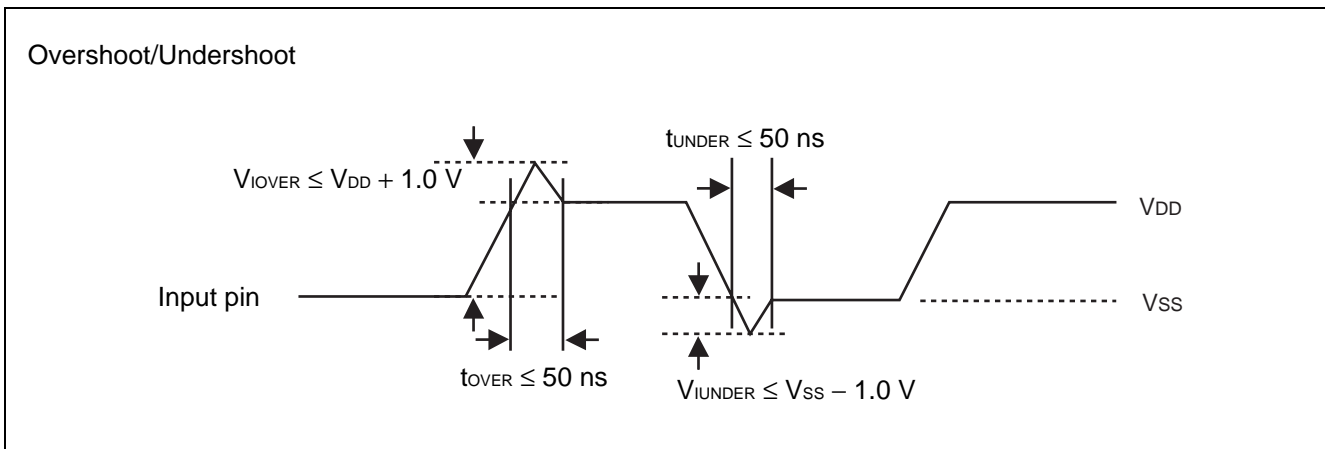 Overshoot/Undershoot
tUNDER ≤ 50 ns
VIOVER ≤ VDD + 1.0 V
VDD
Input pin
VSS
tOVER ≤ 50 ns
VIUNDER ≤ VSS − 1.0 V